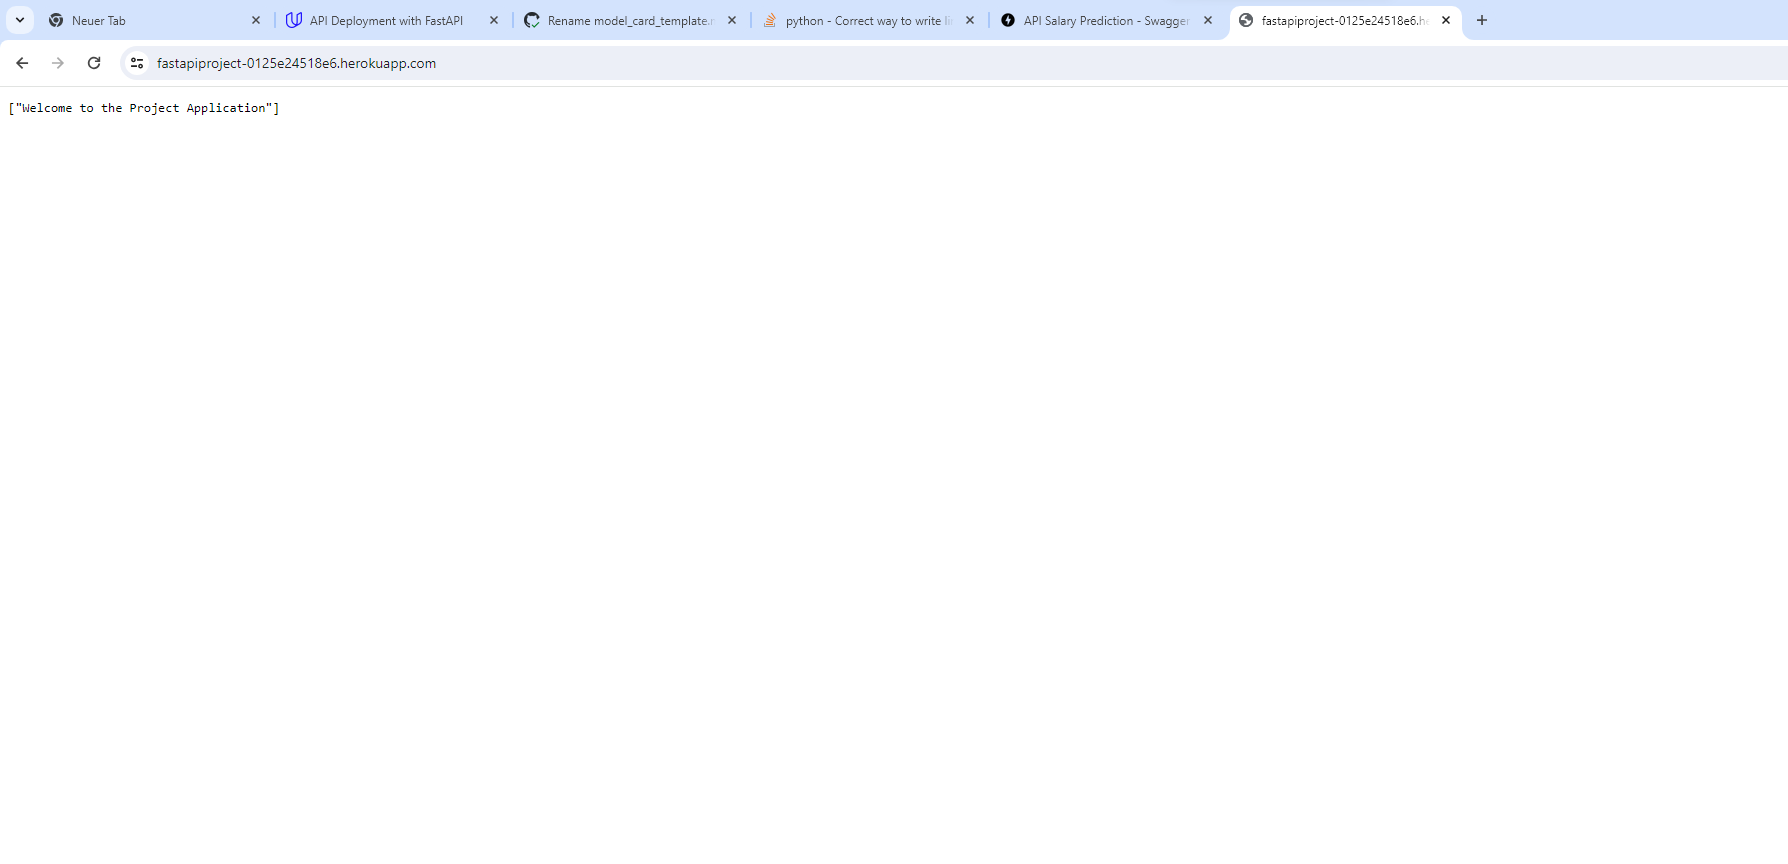 Neuer Tab
API Deployment with FastAPI
Rename model_card_template.
python - Correct way to write
API Salary Prediction - Swagger
fastapiproject-0125e24518e6.he
fastapiproject-0125e24518e6.herokuapp.com
["Welcome to the Project Application"]